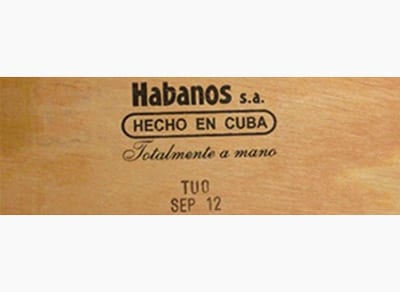 Habanos s.a.
HECHO EN CUBA
Totalmente a mano
TUO
SEP 12